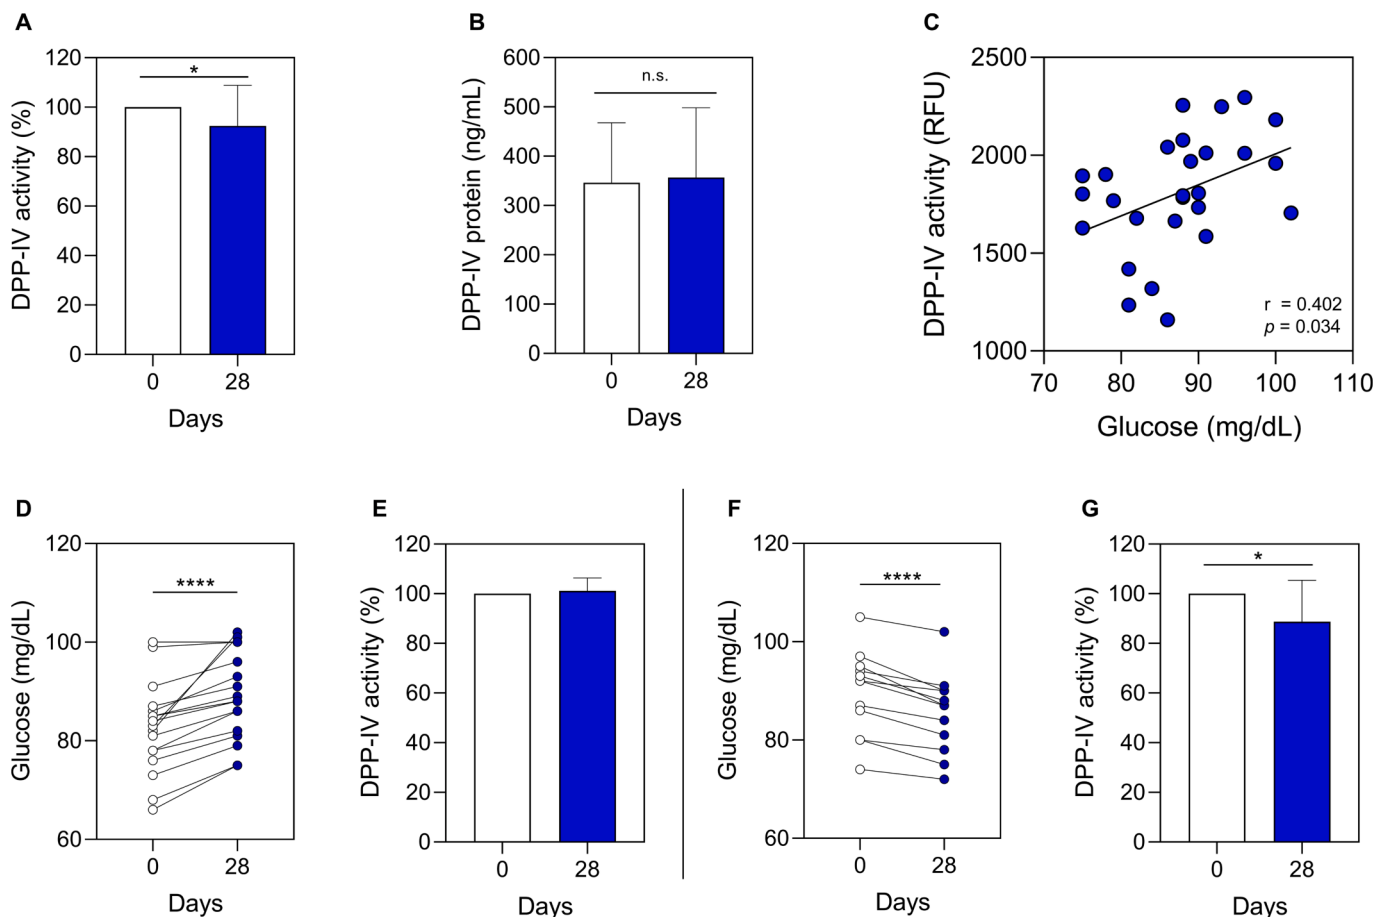 A
DPP-IV activity (%)
120
100
80
60
40
20
0
*
0 28
Days
B
DPP-IV protein (ng/mL)
600
500
400
300
200
100
0
n.s.
0 28
Days
C
DPP-IV activity (RFU)
2500
2000
1500
1000
r = 0.402
p = 0.034
70 80 90 100 110
Glucose (mg/dL)
D
Glucose (mg/dL)
120
100
80
60
****
0 28
Days
E
DPP-IV activity (%)
120
100
80
60
40
20
0
0 28
Days
F
Glucose (mg/dL)
120
100
80
60
****
0 28
Days
G
DPP-IV activity (%)
120
100
80
60
40
20
0
*
0 28
Days